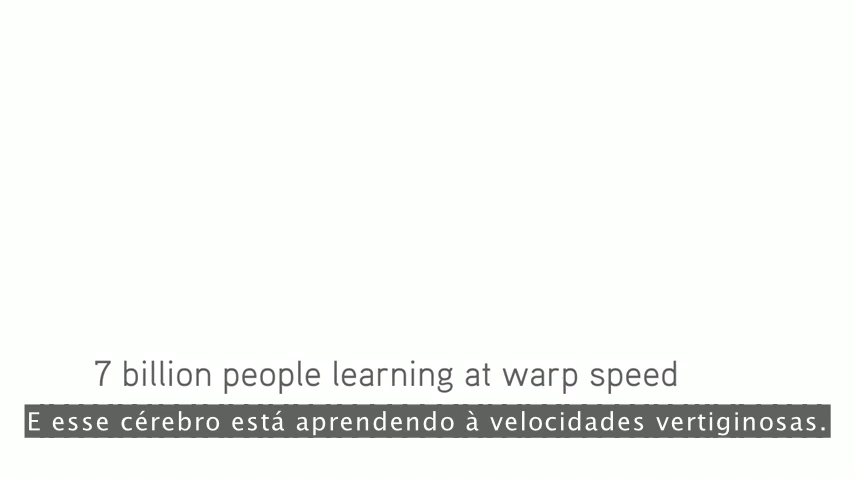 7 billion people learning at warp speed
E esse cérebro está aprendendo à velocidades vertiginosas.